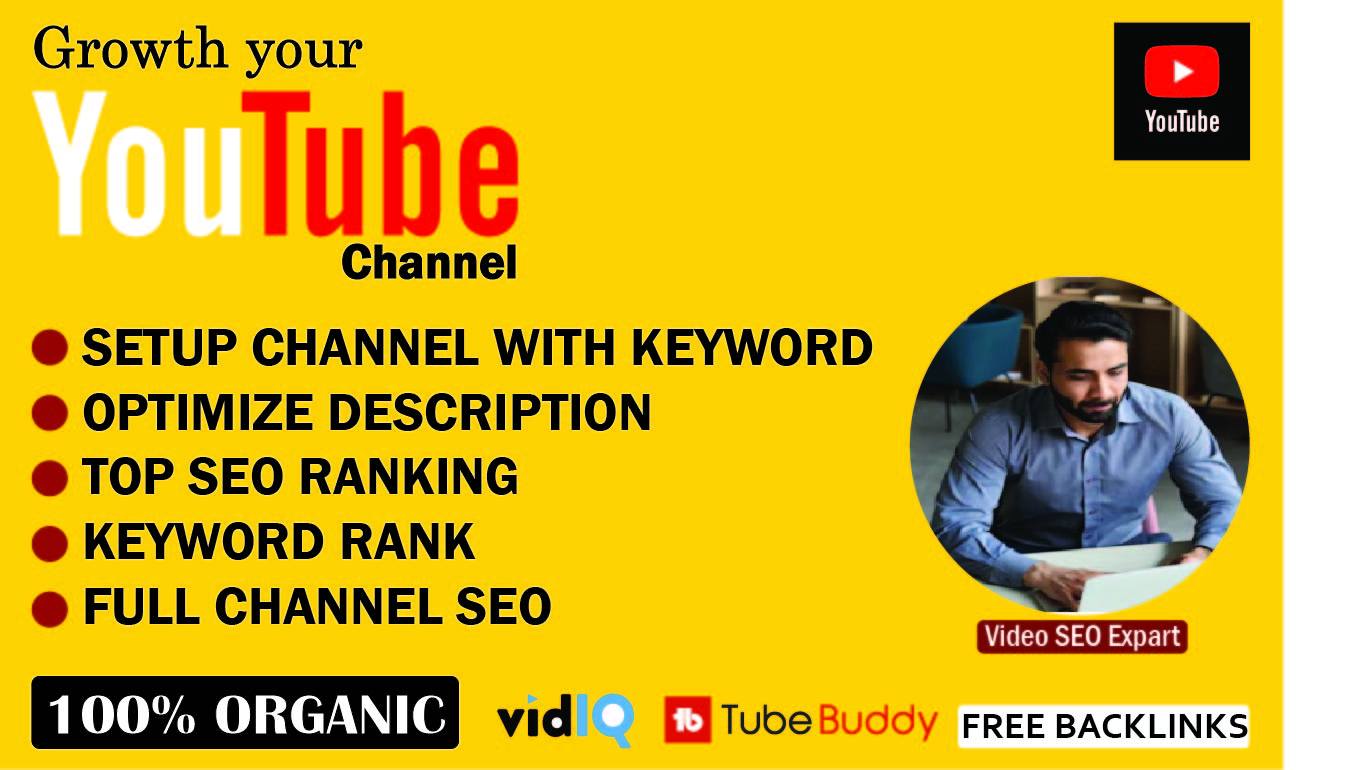 Growth your
YouTube
Channel
YouTube
SETUP CHANNEL WITH KEYWORD
OPTIMIZE DESCRIPTION
TOP SEO RANKING
KEYWORD RANK
FULL CHANNEL SEO
Video SEO Expart
100% ORGANIC
vidIQ
tb TubeBuddy
FREE BACKLINKS